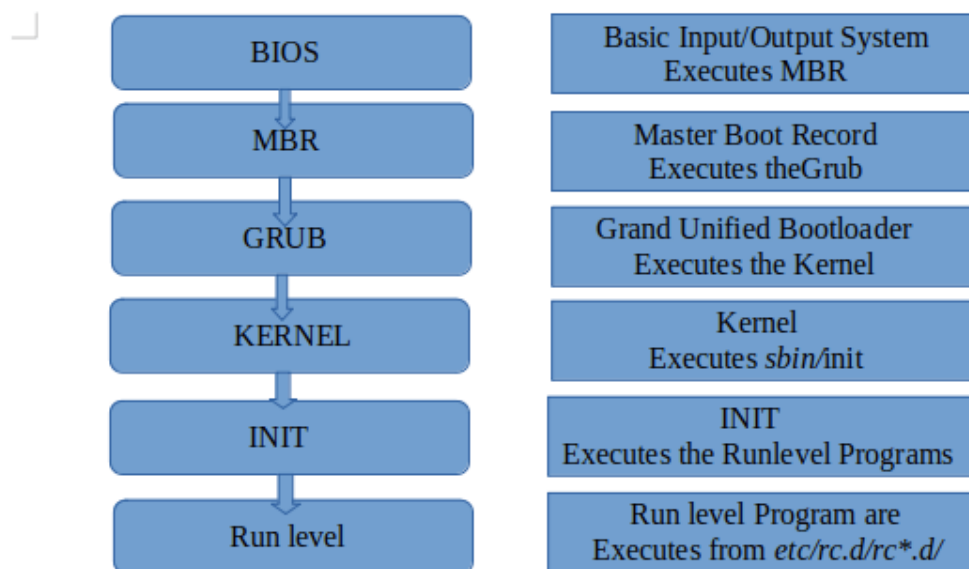 BIOS
Basic Input/Output System
Executes MBR
MBR
Master Boot Record
Executes theGrub
GRUB
Grand Unified Bootloader
Executes the Kernel
KERNEL
Kernel
Executes sbin/init
INIT
INIT
Executes the Runlevel Programs
Run level
Run level Program are
Executes from etc/rc.d/rc*.d/